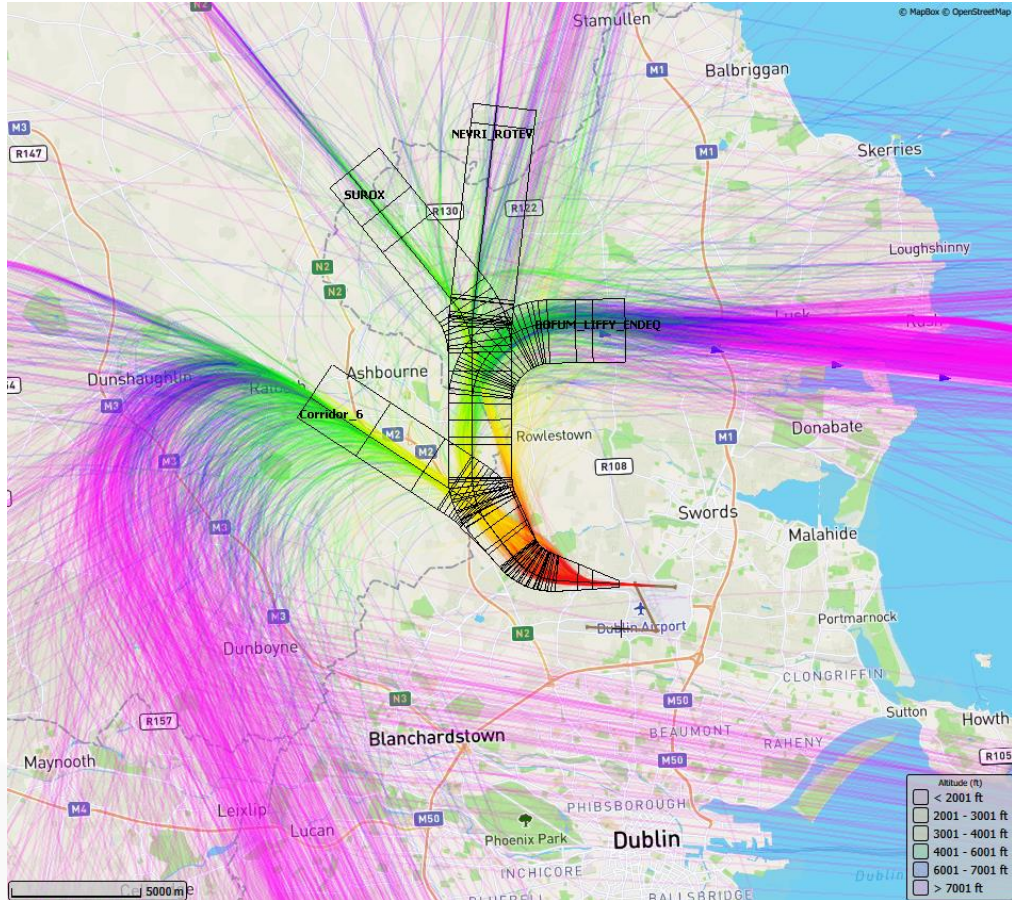 N2
© MapBox © OpenStreetMap
Stamullen
M1
Balbriggan
M3
NEVRI_ROTEV
R147
M1
Skerries
SUROX
R130
R122
Loughshinny
N2
N2
Lusk
Rush
Dunshaughlin
Ashbourne
M3
Corridor_6
M2
M2
Rowlestown
M1
Donabate
M3
R108
Swords
M3
Malahide
M3
N2
Dublin Airport
Portmarnock
Dunboyne
CLONGRIFFIN
N3
M50
Sutton
R157
Howth
Blanchardstown
BEAUMONT
RAHENY
R105
Maynooth
M50
M4
Leixlip
M50
PHIBSBOROUGH
Lucan
Phoenix Park
Dublin
INCHICORE
BALLSBRIDGE
5000 m
Altitude (ft)
< 2001 ft
2001 - 3001 ft
3001 - 4001 ft
4001 - 6001 ft
6001 - 7001 ft
> 7001 ft